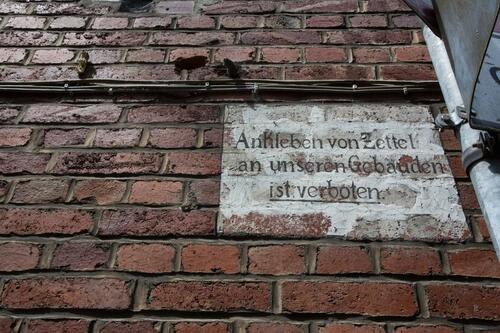 Ankleben von Zettel
an unseren Gebäuden
ist verboten.